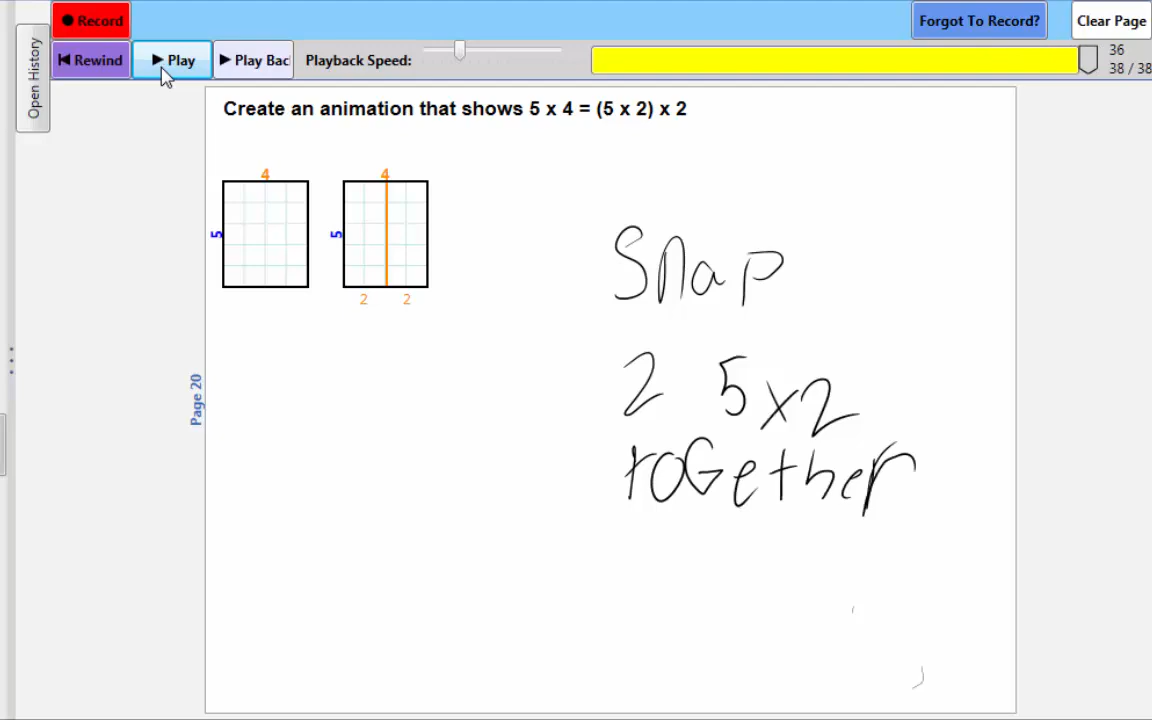 Record
Forgot To Record?
Clear Page
Rewind
Play
Play Bac
Playback Speed:
36
38 / 38
Open History
Create an animation that shows 5 x 4 = (5 x 2) x 2
4
4
5
5
2
2
Snap
2 5x2
toGether
Page 20